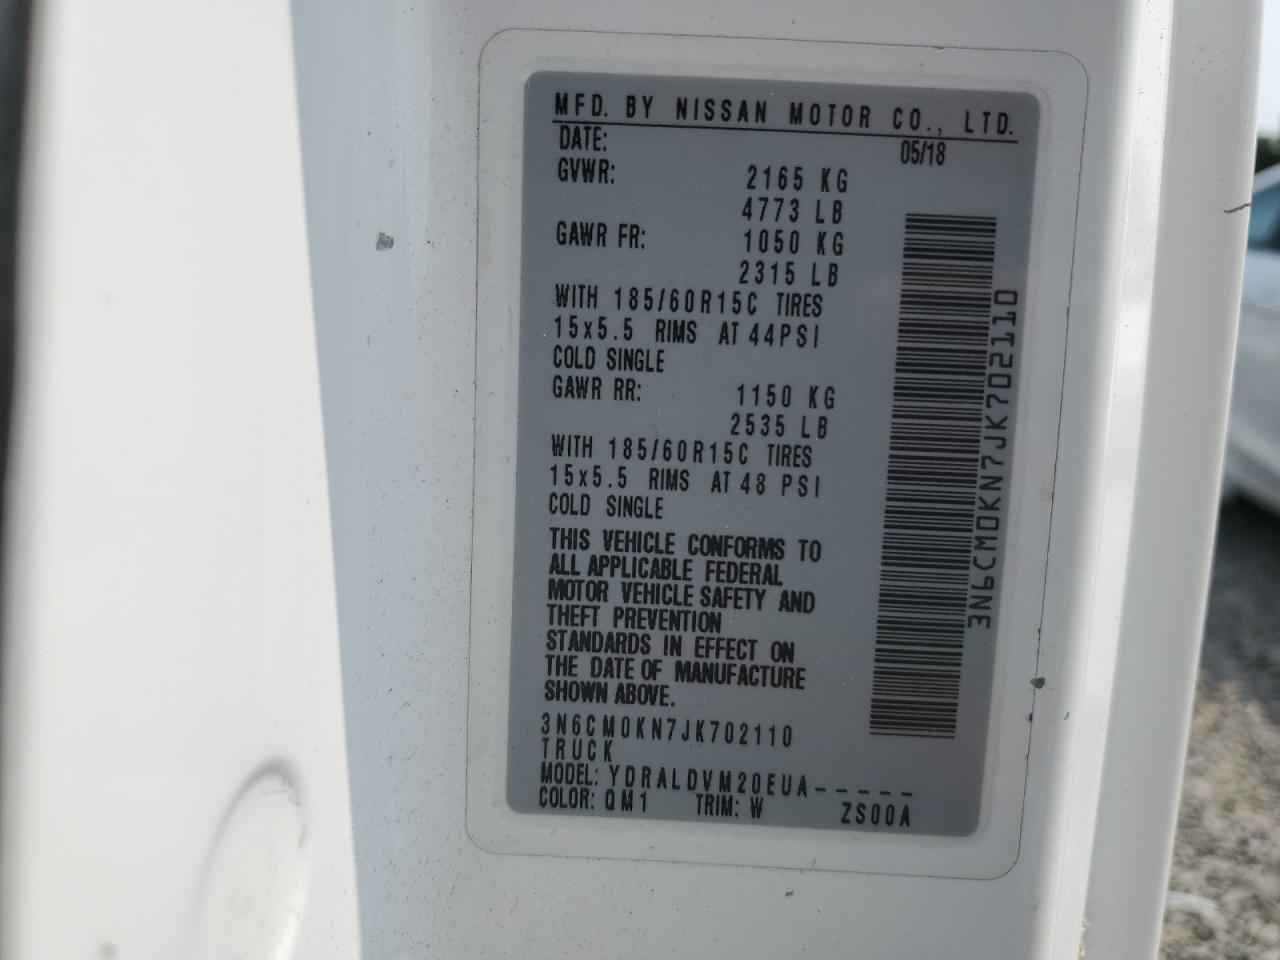 MFD. BY NISSAN MOTOR CO., LTD.
DATE: 05/18
GVWR: 2165 KG
4773 LB
GAWR FR: 1050 KG
2315 LB
WITH 185/60R15C TIRES
15x5.5 RIMS AT 44PSI
COLD SINGLE
GAWR RR: 1150 KG
2535 LB
WITH 185/60R15C TIRES
15x5.5 RIMS AT 48 PSI
COLD SINGLE
THIS VEHICLE CONFORMS TO
ALL APPLICABLE FEDERAL
MOTOR VEHICLE SAFETY AND
THEFT PREVENTION
STANDARDS IN EFFECT ON
THE DATE OF MANUFACTURE
SHOWN ABOVE.
3N6CM0KN7JK702110
TRUCK
MODEL: YDRALDVM20EUA-----
COLOR: QM1 TRIM: W ZS00A
3N6CM0KN7JK702110